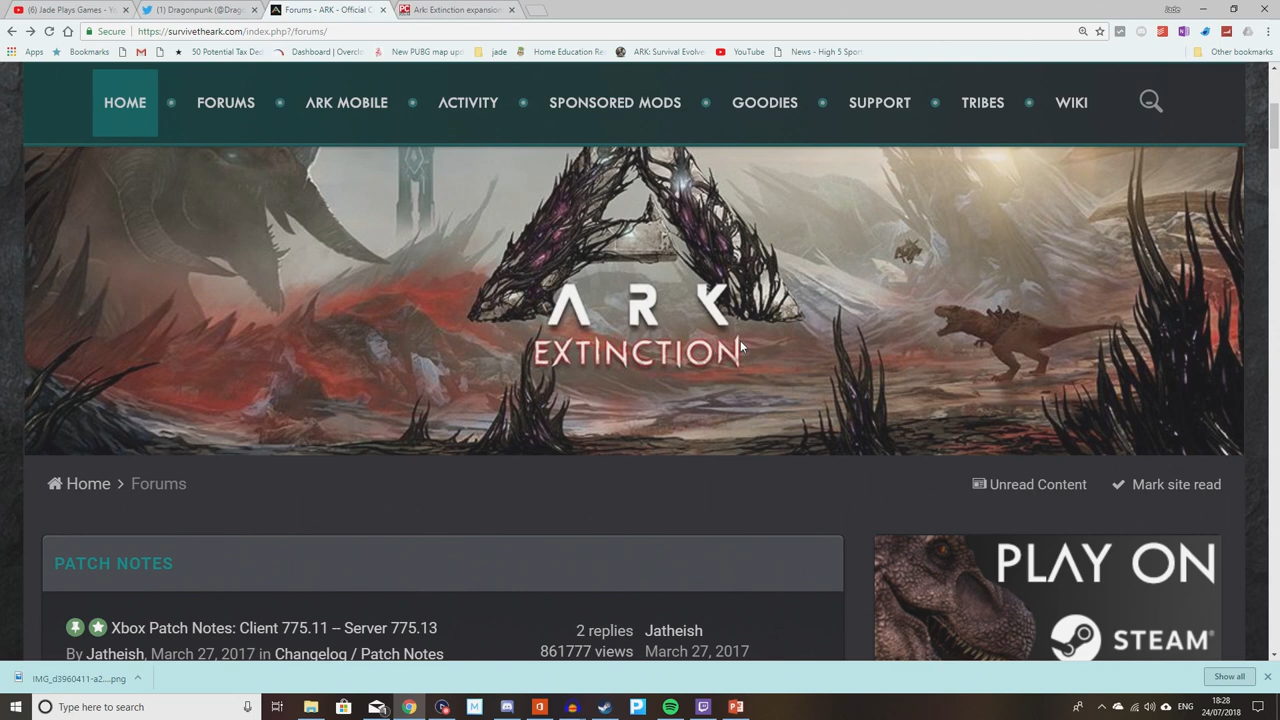 (6) Jade Plays Games - Y
(1) Dragonpunk (@Drago
Forums - ARK - Official C
Ark: Extinction expansion
Jade
Secure
https://survivetheark.com/index.php?/forums/
Apps
Bookmarks
50 Potential Tax Ded
Dashboard | Overcl
New PUBG map up
jade
Home Education Re
ARK: Survival Evolve
YouTube
News - High 5 Sport
Other bookmarks
HOME
FORUMS
ARK MOBILE
ACTIVITY
SPONSORED MODS
GOODIES
SUPPORT
TRIBES
WIKI
ARK
EXTINCTION
Home > Forums
Unread Content
Mark site read
PATCH NOTES
PLAY ON
STEAM
Xbox Patch Notes: Client 775.11 -- Server 775.13
2 replies
Jatheish
By Jatheish, March 27, 2017 in Changelog / Patch Notes
861777 views
March 27, 2017
IMG_d3960411-a2....png
Show all
Type here to search
ENG
18:28
24/07/2018